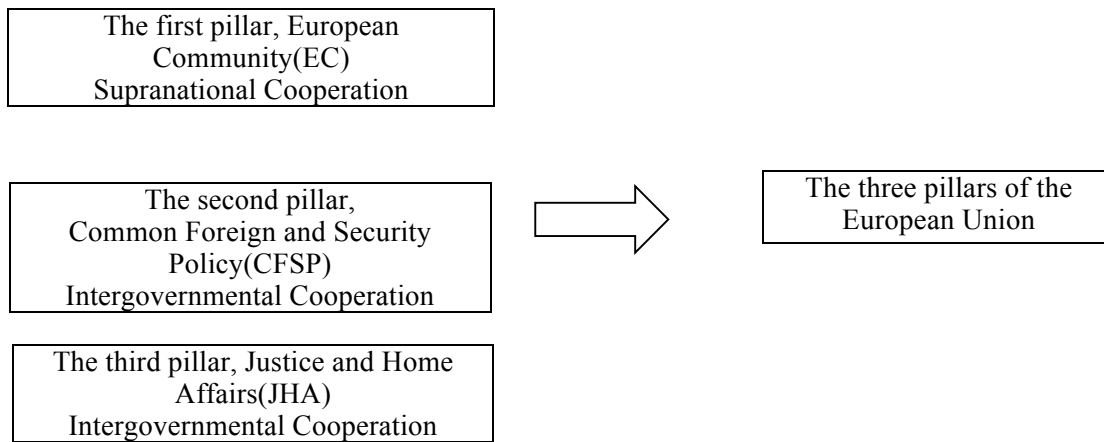 The first pillar, European
Community(EC)
Supranational Cooperation
The second pillar,
Common Foreign and Security
Policy(CFSP)
Intergovernmental Cooperation
The third pillar, Justice and Home
Affairs(JHA)
Intergovernmental Cooperation
The three pillars of the
European Union